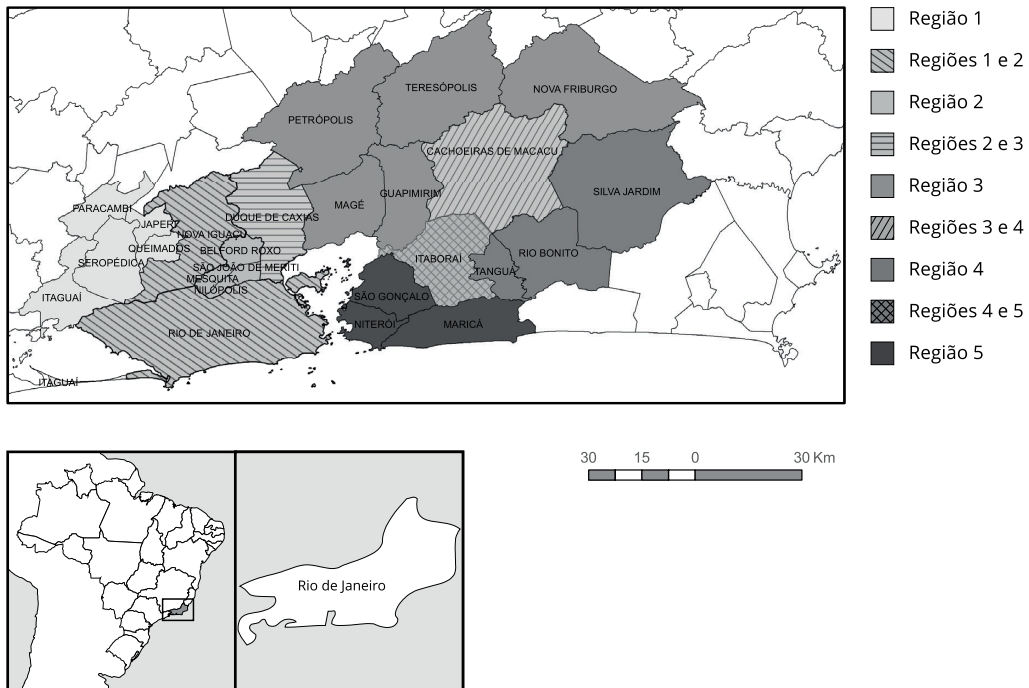 TERESÓPOLIS
NOVA FRIBURGO
PETRÓPOLIS
CACHOEIRAS DE MACACU
SILVA JARDIM
GUAPIMIRIM
MAGÉ
PARACAMBI
DUQUE DE CAXIAS
JAPERI
NOVA IGUAÇU
QUEIMADOS
BELFORD ROXO
RIO BONITO
ITABORAÍ
SEROPÉDICA
SÃO JOÃO DE MERITI
TANGUÁ
MESQUITA
NILÓPOLIS
ITAGUAÍ
SÃO GONÇALO
NITERÓI
MARICÁ
RIO DE JANEIRO
ITAGUAÍ
Região 1
Regiões 1 e 2
Região 2
Regiões 2 e 3
Região 3
Regiões 3 e 4
Região 4
Regiões 4 e 5
Região 5
30 15 0 30 Km
Rio de Janeiro